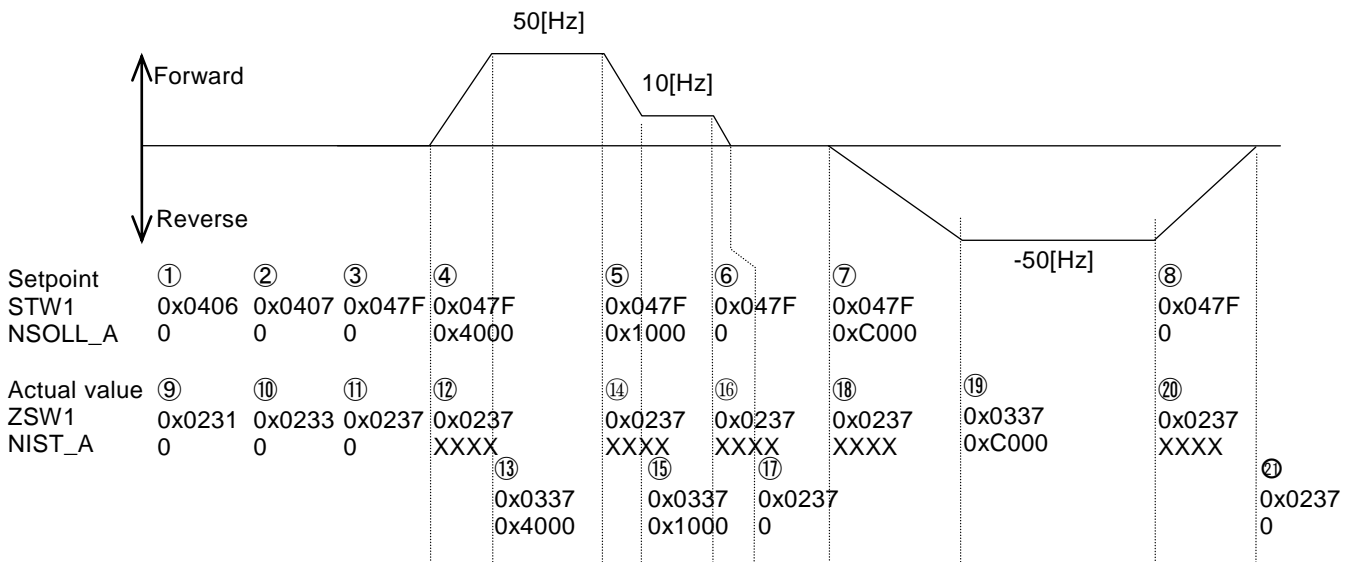 50[Hz]
Forward
10[Hz]
Reverse
-50[Hz]
Setpoint ① ② ③ ④ ⑤ ⑥ ⑦ ⑧
STW1 0x0406 0x0407 0x047F 0x047F 0x047F 0x047F 0x047F 0x047F
NSOLL_A 0 0 0 0x4000 0x1000 0 0xC000 0
Actual value ⑨ ⑩ ⑪ ⑫ ⑭ ⑯ ⑱ ⑲ ⑳
ZSW1 0x0231 0x0233 0x0237 0x0237 0x0237 0x0237 0x0237 0x0337 0x0237
NIST_A 0 0 0 XXXX XXXX XXXX XXXX 0xC000 XXXX
⑬ ⑮ ⑰ ㉑
0x0337 0x0337 0x0237 0x0237
0x4000 0x1000 0 0